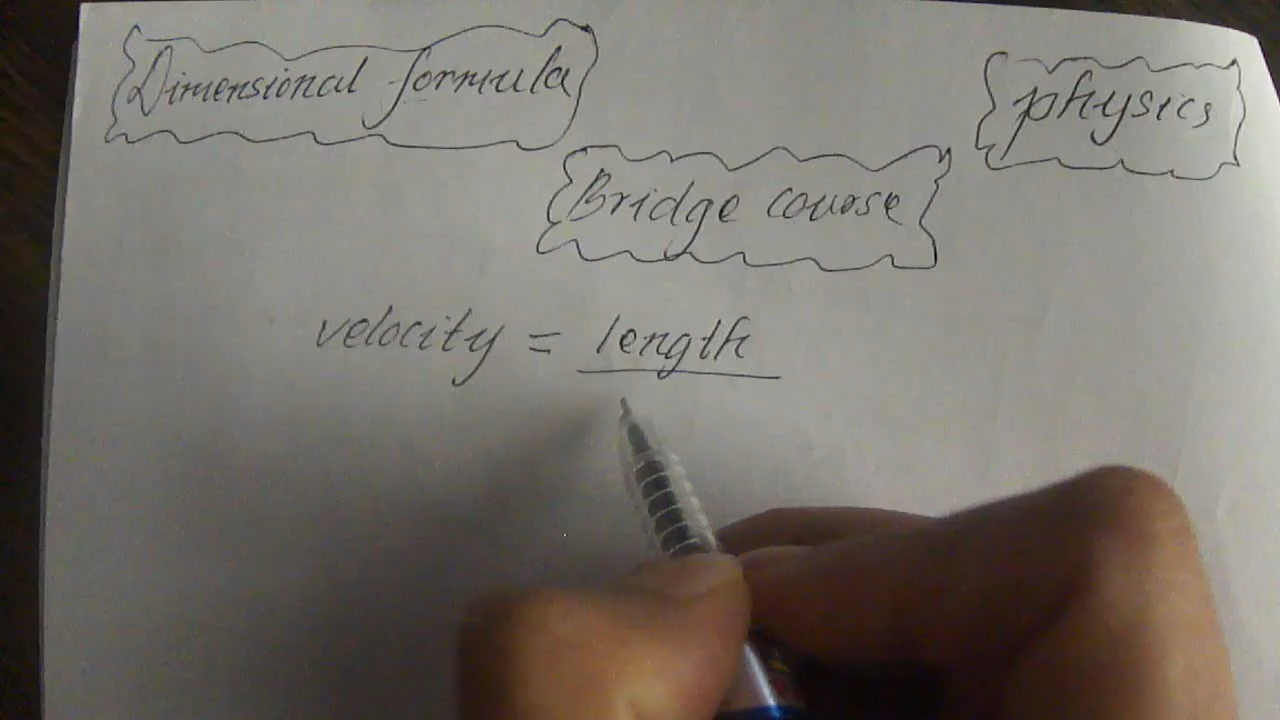 Dimensional formula
physics
Bridge course
velocity = length